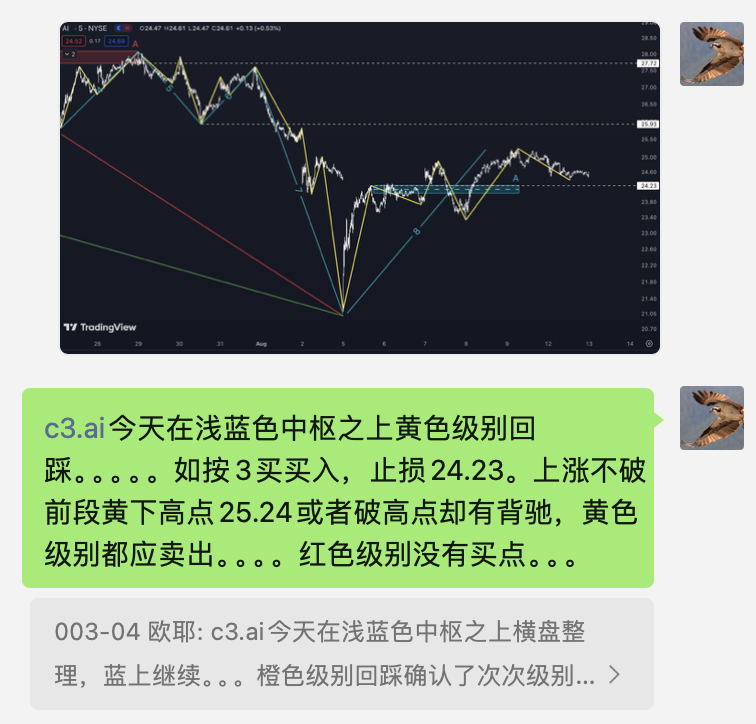 AI · 5 · NYSE O24.47 H24.61 L24.47 C24.61 +0.13 (+0.53%)
24.52 0.17 24.69
2
A
28.50
28.00
27.72
27.50
27.00
26.50
25.93
25.50
25.00
24.60
24.23
23.80
23.40
23.00
22.60
22.20
21.80
21.40
21.05
20.70
5
6
7
8
A
TradingView
26 29 30 31 Aug 2 5 6 7 8 9 12 13 14
c3.ai今天在浅蓝色中枢之上黄色级别回
踩。。。。。如按3买买入，止损24.23。上涨不破
前段黄下高点25.24或者破高点却有背驰，黄色
级别都应卖出。。。。红色级别没有买点。。。
003-04 欧耶: c3.ai今天在浅蓝色中枢之上横盘整
理，蓝上继续。。。橙色级别回踩确认了次次级别...